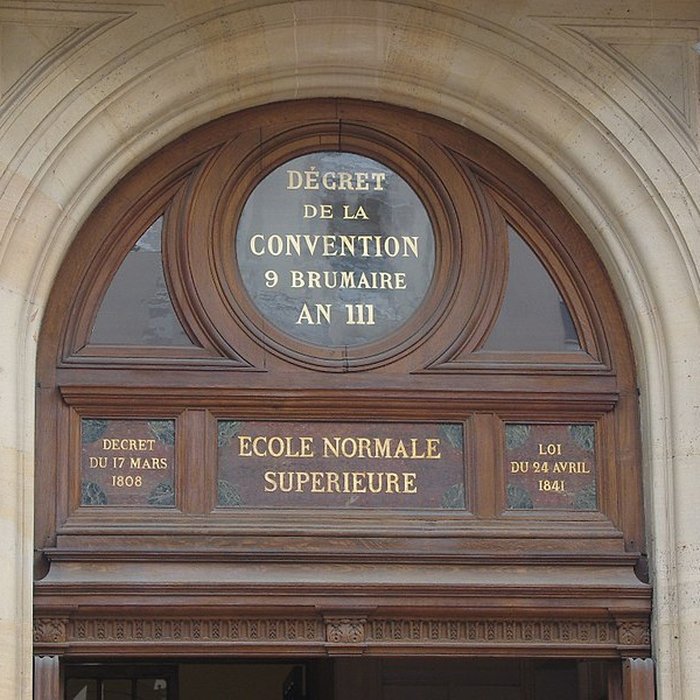 DÉCRET
DE LA
CONVENTION
9 BRUMAIRE
AN III
DECRET
DU 17 MARS
1808
ECOLE NORMALE
SUPERIEURE
LOI
DU 24 AVRIL
1841